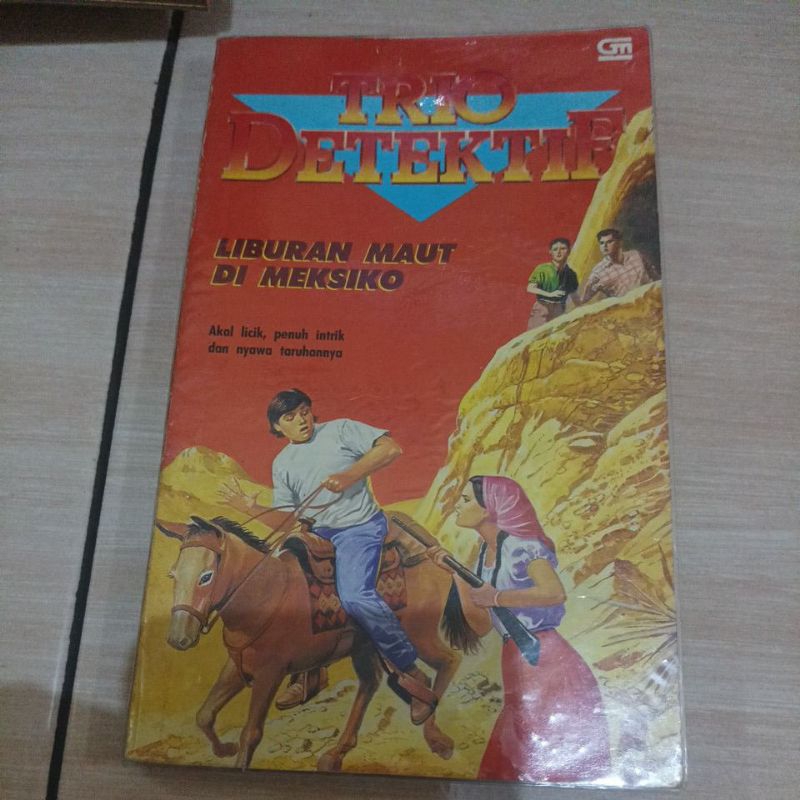 GM
TRIO
DETEKTIF
LIBURAN MAUT
DI MEKSIKO
Akal licik, penuh intrik
dan nyawa taruhannya